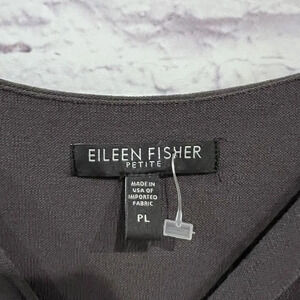 EILEEN FISHER
PETITE
MADE IN
USA OF
IMPORTED
FABRIC
PL